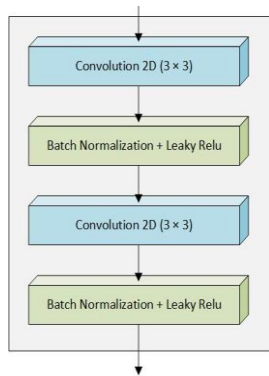 Convolution 2D (3 × 3)
Batch Normalization + Leaky Relu
Convolution 2D (3 × 3)
Batch Normalization + Leaky Relu